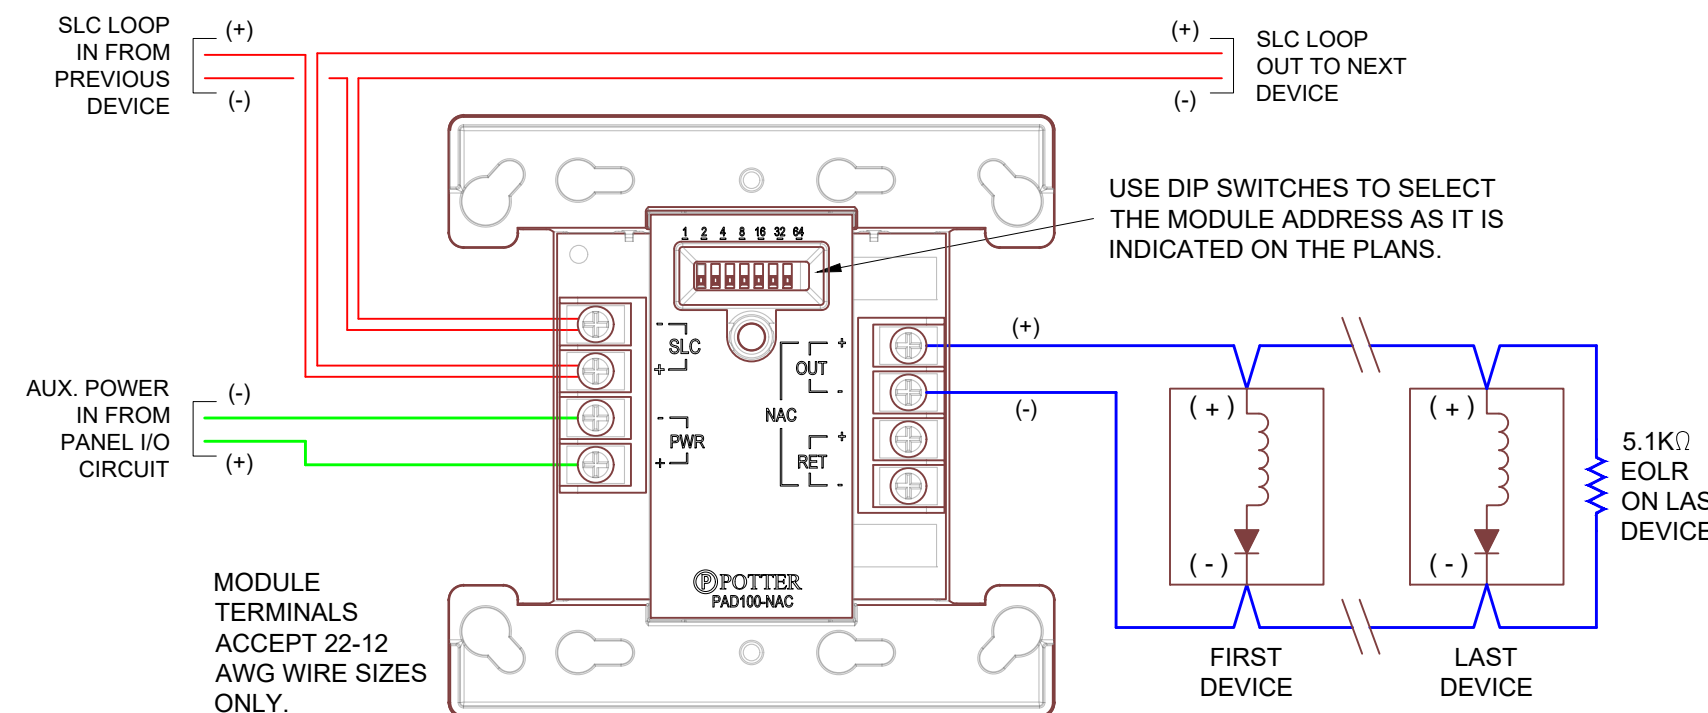 SLC LOOP
IN FROM
PREVIOUS
DEVICE
(+)
(-)
(+)
(-)
SLC LOOP
OUT TO NEXT
DEVICE
USE DIP SWITCHES TO SELECT
THE MODULE ADDRESS AS IT IS
INDICATED ON THE PLANS.
1 2 4 8 16 32 64
- SLC
+
AUX. POWER
IN FROM
PANEL I/O
CIRCUIT
(-)
(+)
- PWR
+
NAC
OUT + -
RET + -
(+)
(-)
(+)
(-)
(+)
(-)
5.1KΩ
EOLR
ON LAS
DEVICE
POTTER
PAD100-NAC
MODULE
TERMINALS
ACCEPT 22-12
AWG WIRE SIZES
ONLY.
FIRST
DEVICE
LAST
DEVICE